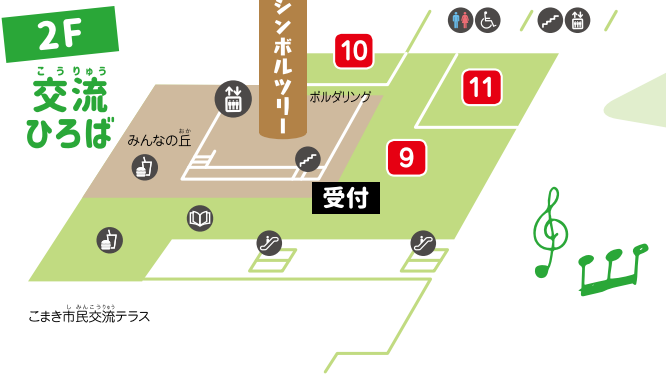 2F
こうりゅう
交流
ひろば
シンボルツリー
10
ボルダリング
11
おか
みんなの丘
9
受付
しみんこうりゅう
こまき市民交流テラス